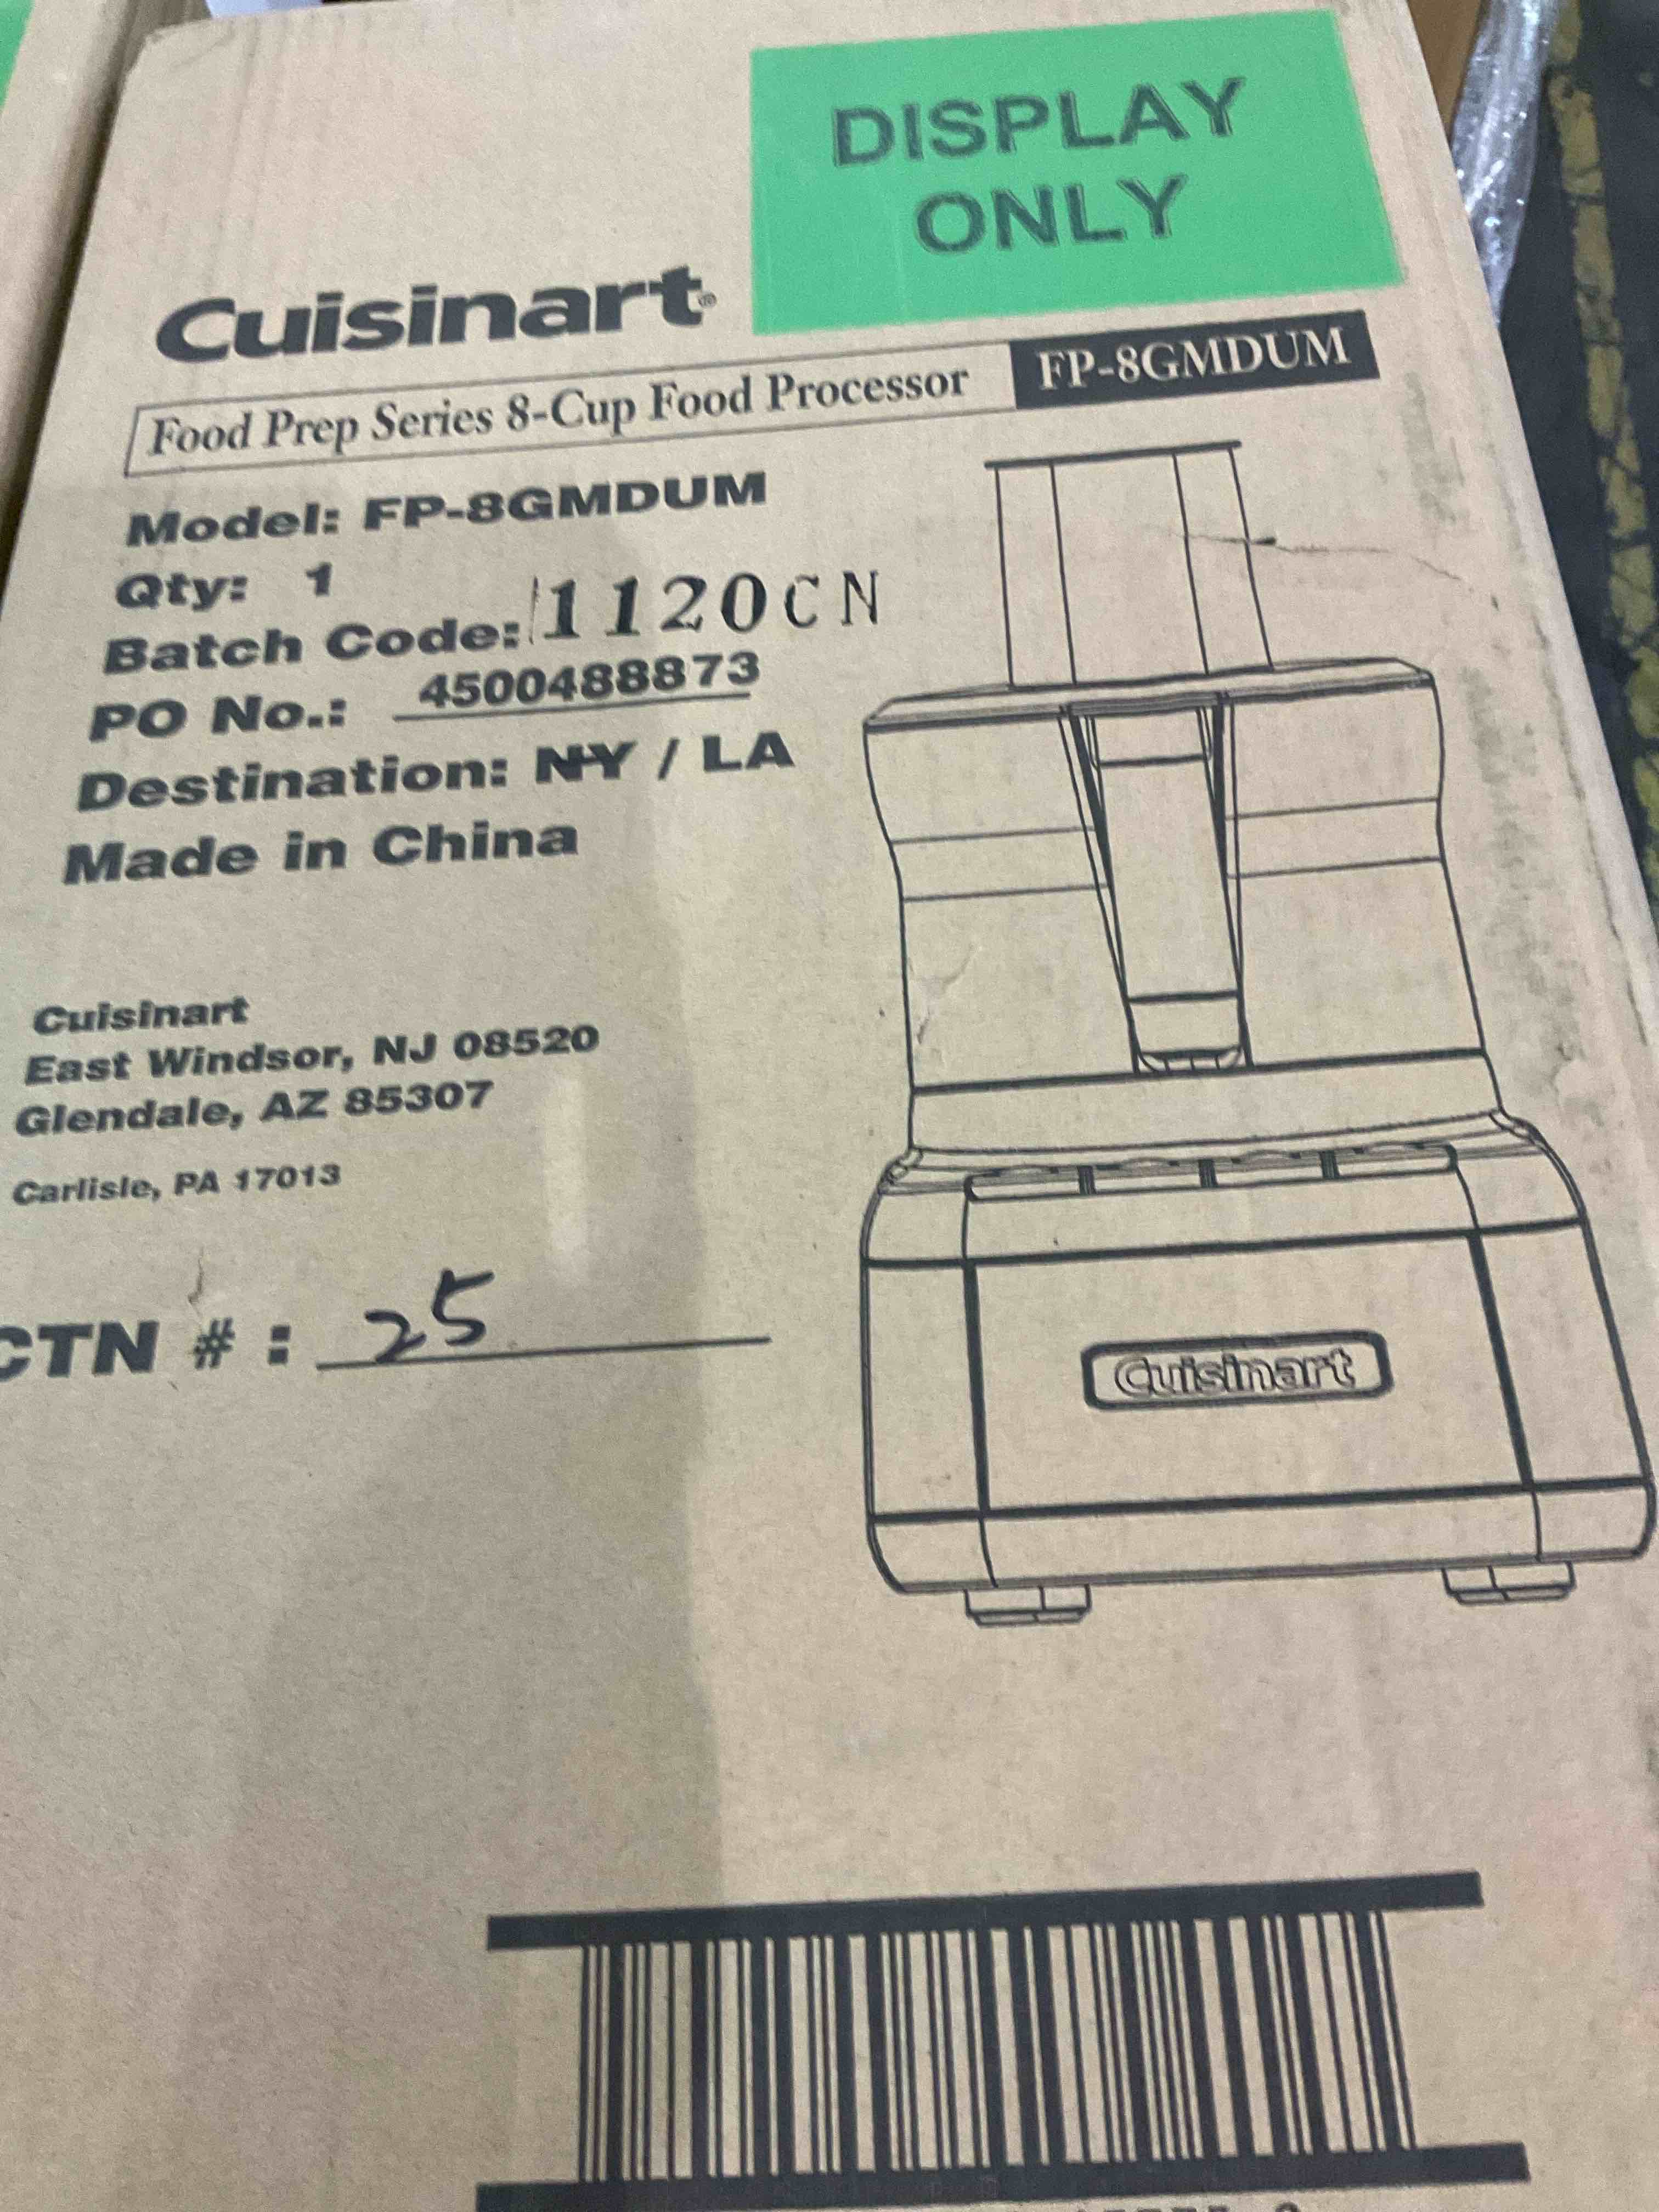 DISPLAY
ONLY
Cuisinart®
Food Prep Series 8-Cup Food Processor FP-8GMDUM
Model: FP-8GMDUM
Qty: 1
Batch Code: 1120CN
PO No.: 4500488873
Destination: NY / LA
Made in China
Cuisinart
East Windsor, NJ 08520
Glendale, AZ 85307
Carlisle, PA 17013
CTN #: 25
Cuisinart